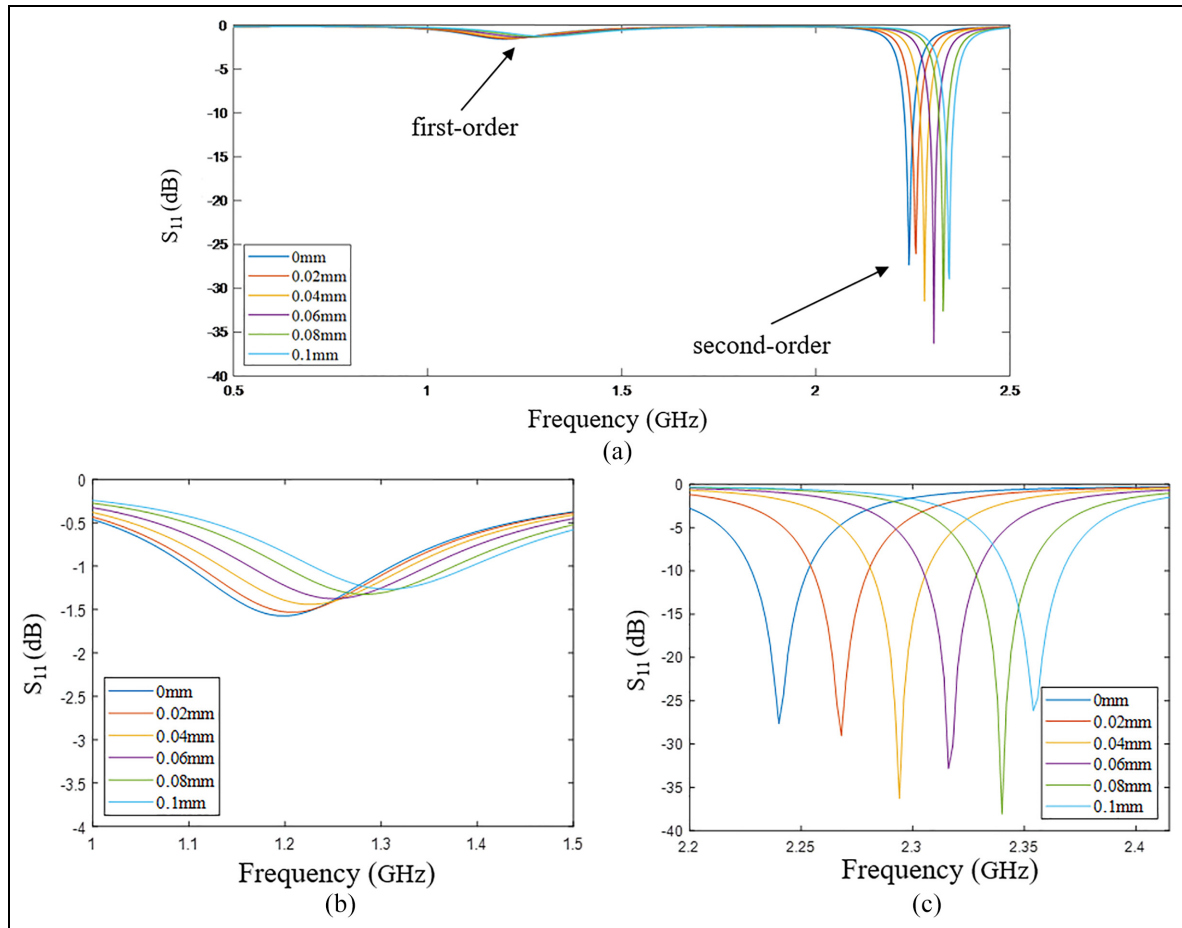 0
-5
-10
-15
-20
-25
-30
-35
-40
S11 (dB)
first-order
second-order
0mm
0.02mm
0.04mm
0.06mm
0.08mm
0.1mm
0.5 1 1.5 2 2.5
Frequency (GHz)
(a)
0
-0.5
-1
-1.5
-2
-2.5
-3
-3.5
-4
S11 (dB)
0mm
0.02mm
0.04mm
0.06mm
0.08mm
0.1mm
1 1.1 1.2 1.3 1.4 1.5
Frequency (GHz)
(b)
0
-5
-10
-15
-20
-25
-30
-35
-40
S11 (dB)
0mm
0.02mm
0.04mm
0.06mm
0.08mm
0.1mm
2.2 2.25 2.3 2.35 2.4
Frequency (GHz)
(c)